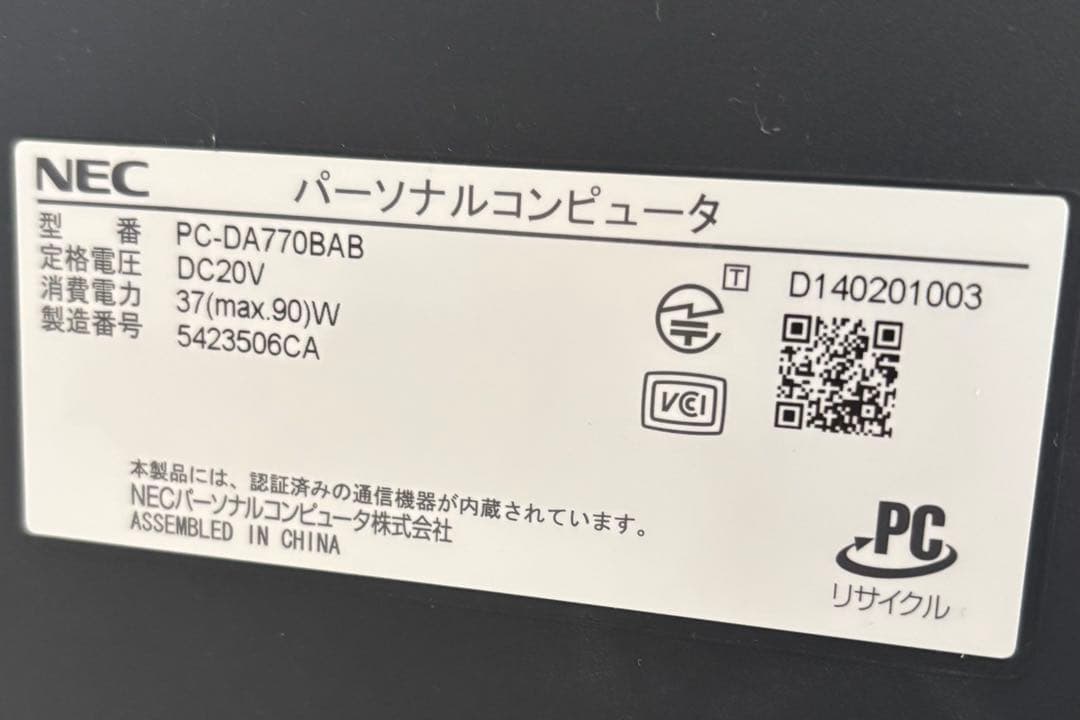 NEC
パーソナルコンピュータ
型 番 PC-DA770BAB
定格電圧 DC20V
消費電力 37(max.90)W
製造番号 5423506CA
T D140201003
VCCI
本製品には、認証済みの通信機器が内蔵されています。
NECパーソナルコンピュータ株式会社
ASSEMBLED IN CHINA
PC
リサイクル